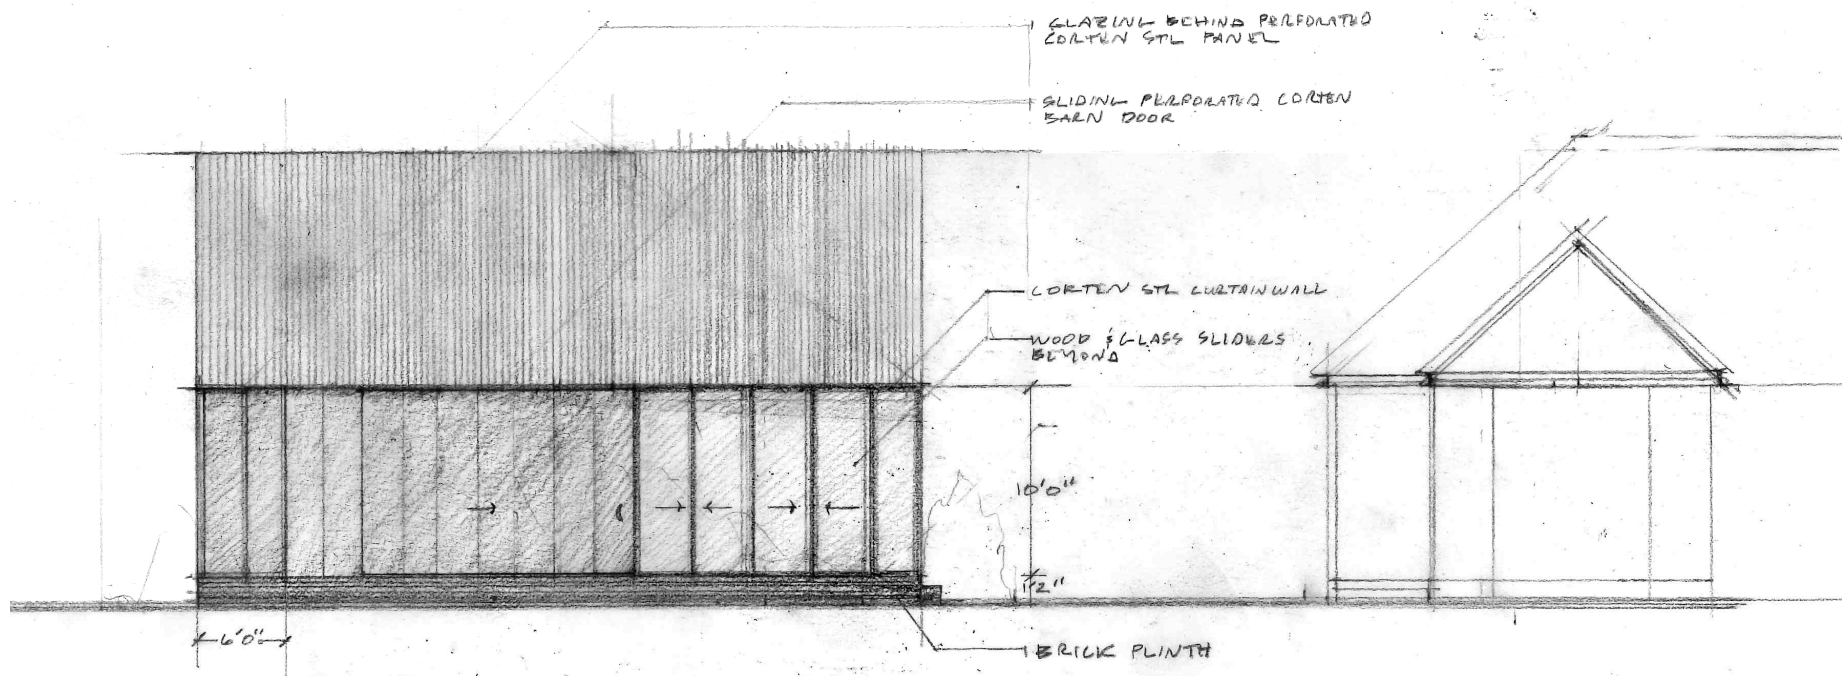 GLAZING BEHIND PERFORATED
CORTEN STL PANEL
SLIDING PERFORATED CORTEN
BARN DOOR
CORTEN STL CURTAINWALL
WOOD & GLASS SLIDERS
BEYOND
10'0"
1'2"
6'0"
BRICK PLINTH